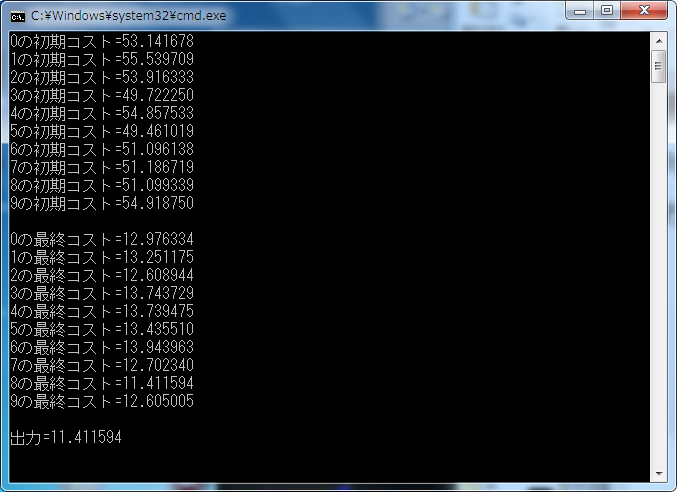 C:¥Windows¥system32¥cmd.exe
0の初期コスト=53.141678
1の初期コスト=55.539709
2の初期コスト=53.916333
3の初期コスト=49.722250
4の初期コスト=54.857533
5の初期コスト=49.461019
6の初期コスト=51.096138
7の初期コスト=51.186719
8の初期コスト=51.099339
9の初期コスト=54.918750
0の最終コスト=12.976334
1の最終コスト=13.251175
2の最終コスト=12.608944
3の最終コスト=13.743729
4の最終コスト=13.739475
5の最終コスト=13.435510
6の最終コスト=13.943963
7の最終コスト=12.702340
8の最終コスト=11.411594
9の最終コスト=12.605005
出力=11.411594